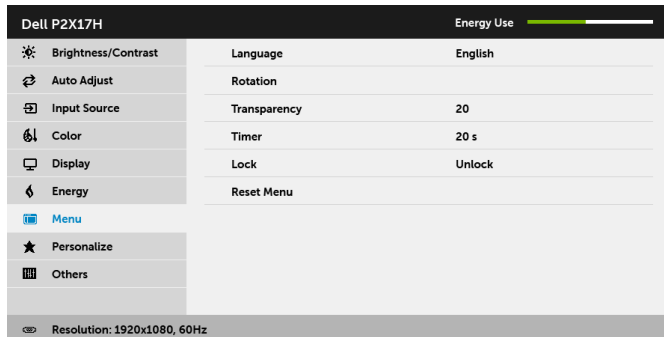 Dell P2X17H Energy Use
Brightness/Contrast Language English
Auto Adjust Rotation
Input Source Transparency 20
Color Timer 20 s
Display Lock Unlock
Energy Reset Menu
Menu
Personalize
Others
Resolution: 1920x1080, 60Hz